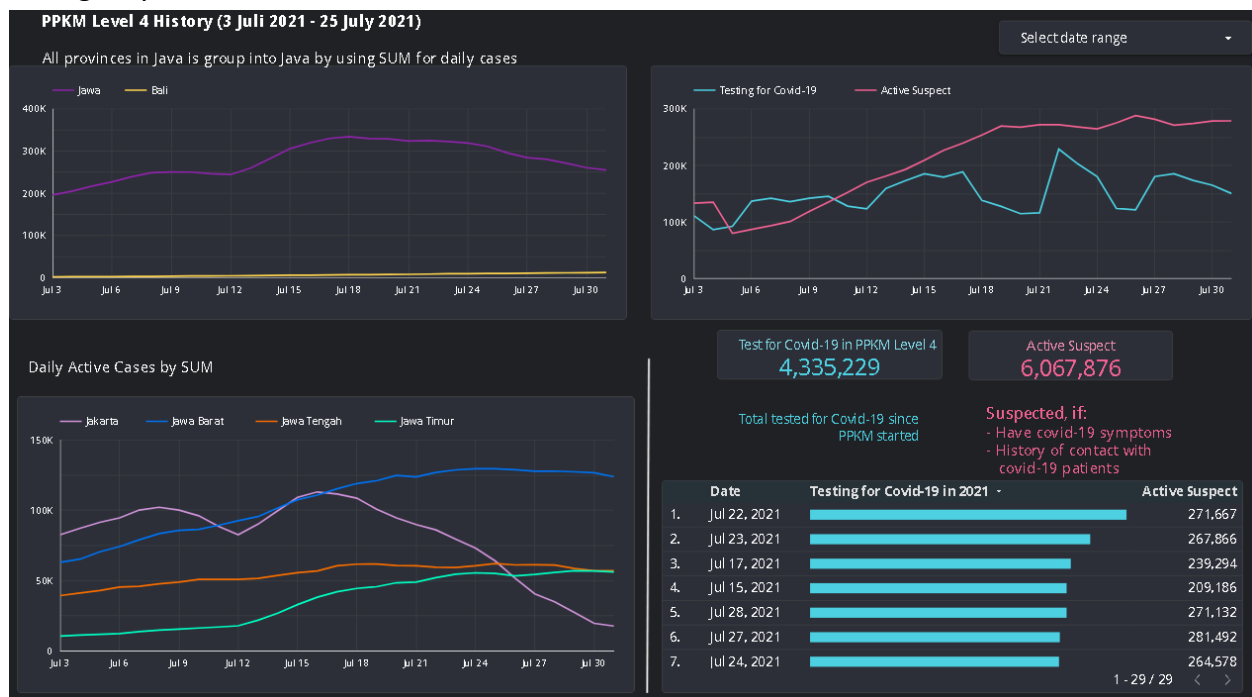 PPKM Level 4 History (3 Juli 2021 - 25 July 2021)
Select date range
All provinces in Java is group into Java by using SUM for daily cases
Jawa Bali
400K
300K
200K
100K
0
Jul 3 Jul 6 Jul 9 Jul 12 Jul 15 Jul 18 Jul 21 Jul 24 Jul 27 Jul 30
Testing for Covid-19 Active Suspect
300K
200K
100K
0
Jul 3 Jul 6 Jul 9 Jul 12 Jul 15 Jul 18 Jul 21 Jul 24 Jul 27 Jul 30
Daily Active Cases by SUM
Jakarta Jawa Barat Jawa Tengah Jawa Timur
150K
100K
50K
0
Jul 3 Jul 6 Jul 9 Jul 12 Jul 15 Jul 18 Jul 21 Jul 24 Jul 27 Jul 30
Test for Covid-19 in PPKM Level 4
4,335,229
Active Suspect
6,067,876
Total tested for Covid-19 since
PPKM started
Suspected, if:
- Have covid-19 symptoms
- History of contact with
covid-19 patients
Date Testing for Covid-19 in 2021 Active Suspect
1. Jul 22, 2021 271,667
2. Jul 23, 2021 267,866
3. Jul 17, 2021 239,294
4. Jul 15, 2021 209,186
5. Jul 28, 2021 271,132
6. Jul 27, 2021 281,492
7. Jul 24, 2021 264,578
1 - 29 / 29 < >